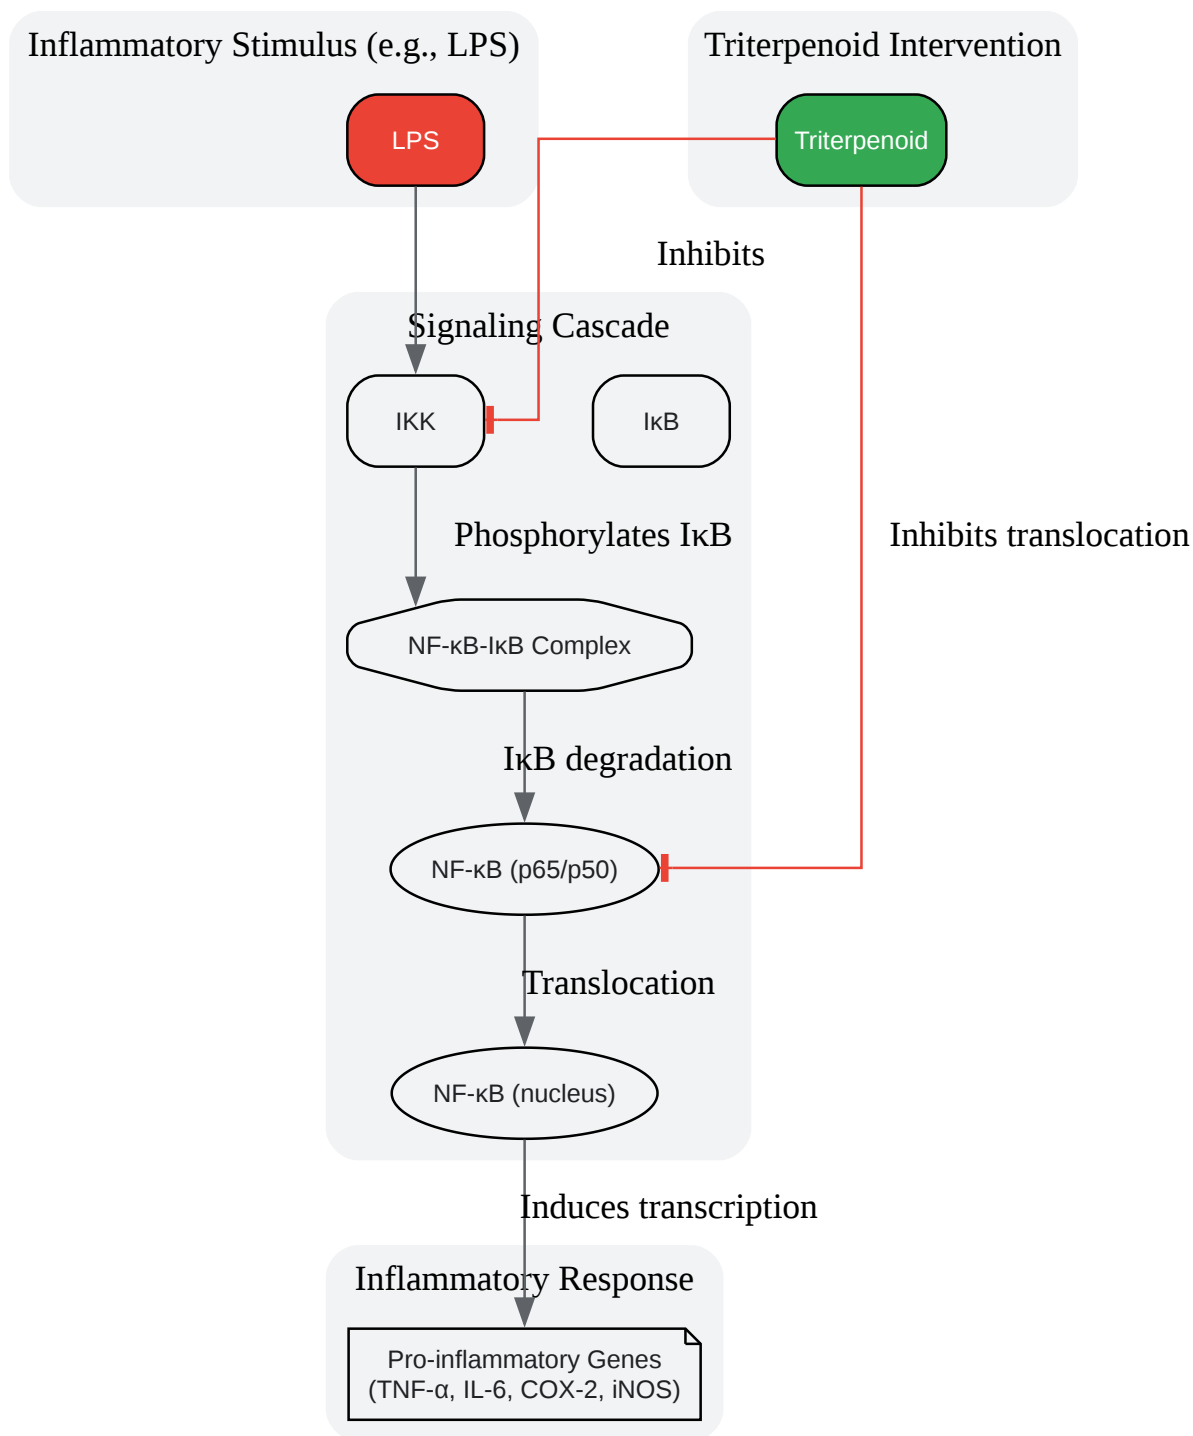 Inflammatory Stimulus (e.g., LPS)
Triterpenoid Intervention
LPS
Triterpenoid
Inhibits
Signaling Cascade
IKK
IκB
Phosphorylates IκB
Inhibits translocation
NF-κB-IκB Complex
IκB degradation
NF-κB (p65/p50)
Translocation
NF-κB (nucleus)
Induces transcription
Inflammatory Response
Pro-inflammatory Genes
(TNF-α, IL-6, COX-2, iNOS)